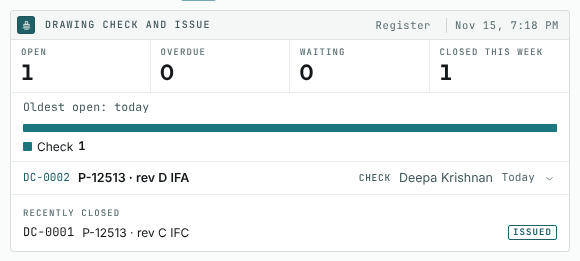 DRAWING CHECK AND ISSUE Register Nov 15, 7:18 PM
OPEN OVERDUE WAITING CLOSED THIS WEEK
1 0 0 1
Oldest open: today
Check 1
DC-0002 P-12513 · rev D IFA CHECK Deepa Krishnan Today
RECENTLY CLOSED
DC-0001 P-12513 · rev C IFC ISSUED